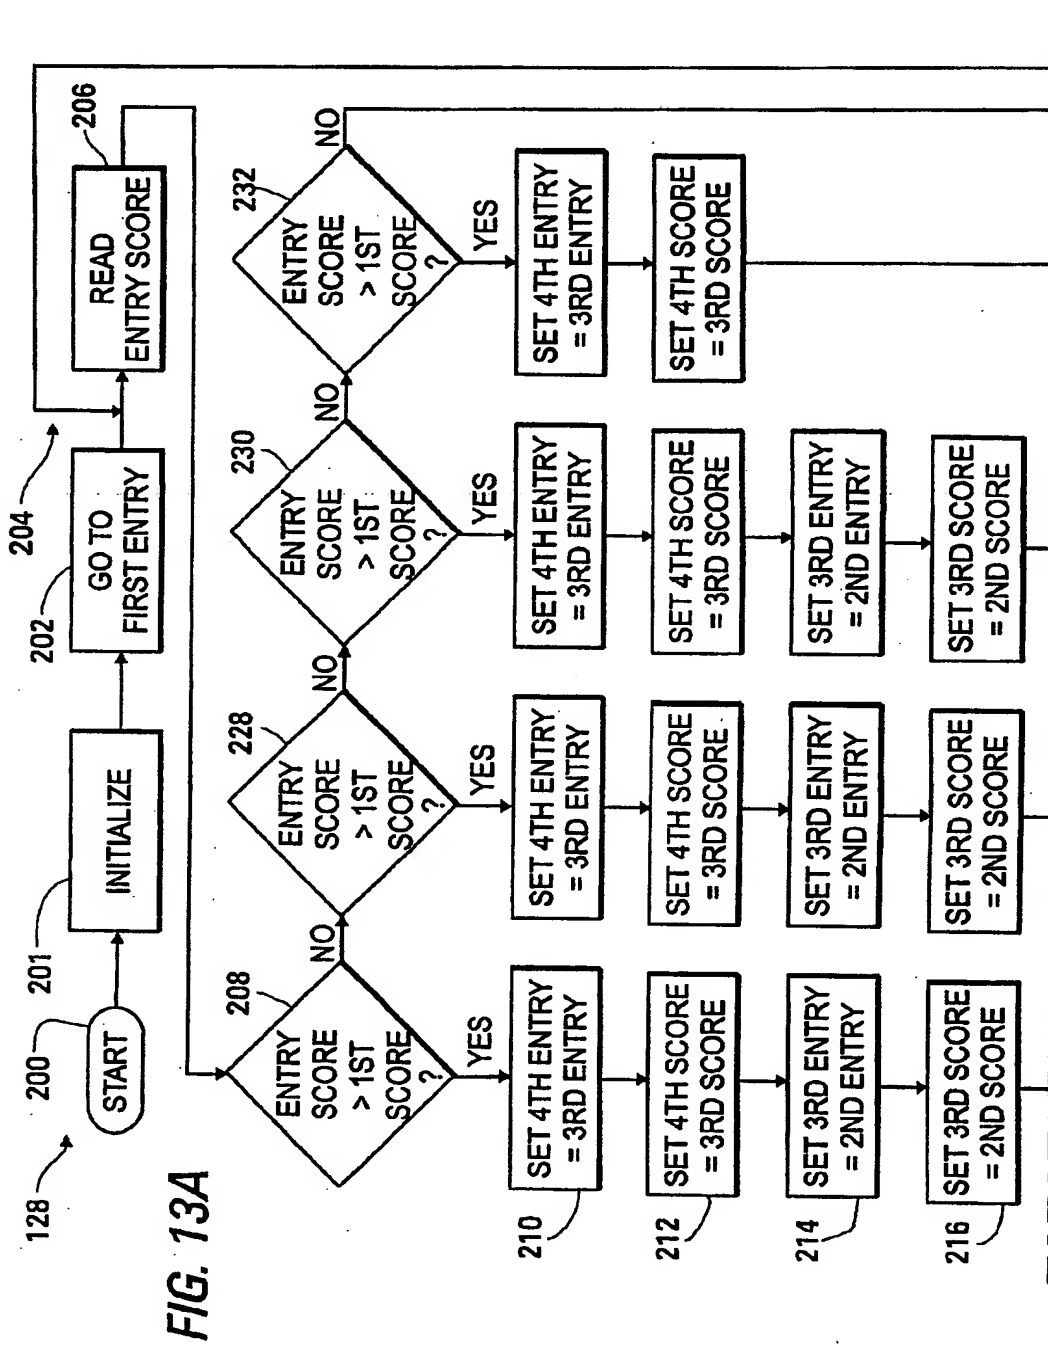 FIG. 13A
128
200
START
201
INITIALIZE
202
GO TO
FIRST ENTRY
204
206
READ
ENTRY SCORE
208
ENTRY
SCORE
> 1ST
SCORE
?
NO
YES
228
ENTRY
SCORE
> 1ST
SCORE
?
NO
YES
230
ENTRY
SCORE
> 1ST
SCORE
?
NO
YES
232
ENTRY
SCORE
> 1ST
SCORE
?
NO
YES
210
SET 4TH ENTRY
= 3RD ENTRY
SET 4TH ENTRY
= 3RD ENTRY
SET 4TH ENTRY
= 3RD ENTRY
SET 4TH ENTRY
= 3RD ENTRY
212
SET 4TH SCORE
= 3RD SCORE
SET 4TH SCORE
= 3RD SCORE
SET 4TH SCORE
= 3RD SCORE
SET 4TH SCORE
= 3RD SCORE
214
SET 3RD ENTRY
= 2ND ENTRY
SET 3RD ENTRY
= 2ND ENTRY
SET 3RD ENTRY
= 2ND ENTRY
216
SET 3RD SCORE
= 2ND SCORE
SET 3RD SCORE
= 2ND SCORE
SET 3RD SCORE
= 2ND SCORE